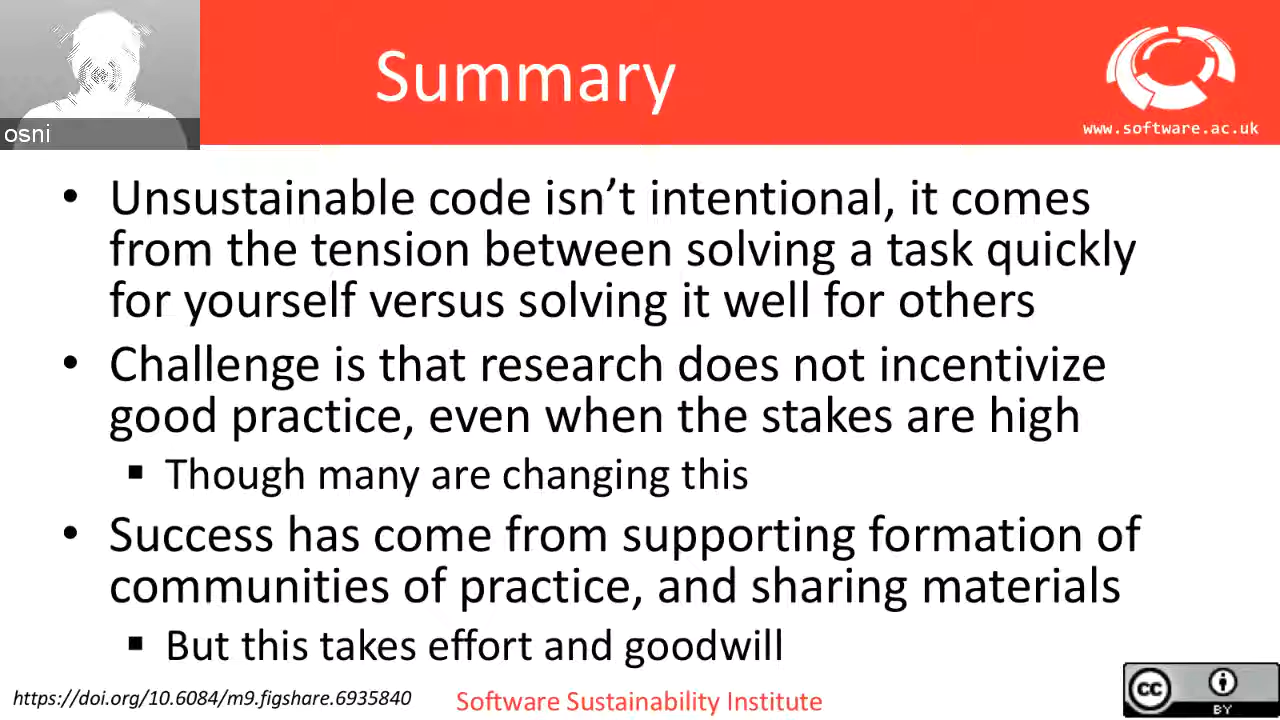 Summary
osni
www.software.ac.uk
• Unsustainable code isn’t intentional, it comes
from the tension between solving a task quickly
for yourself versus solving it well for others
• Challenge is that research does not incentivize
good practice, even when the stakes are high
▪ Though many are changing this
• Success has come from supporting formation of
communities of practice, and sharing materials
▪ But this takes effort and goodwill
https://doi.org/10.6084/m9.figshare.6935840
Software Sustainability Institute
cc
BY